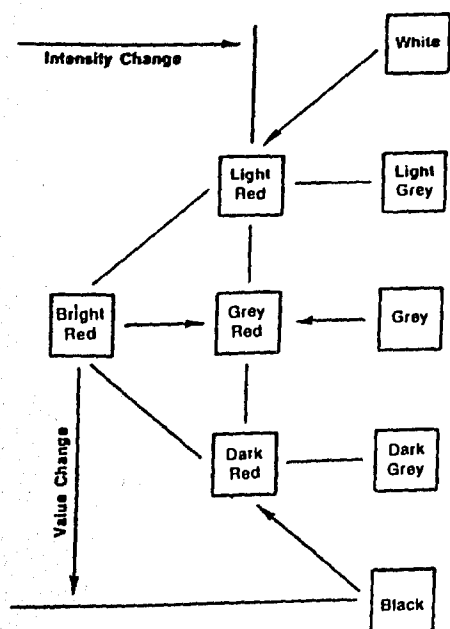 White
Intensity Change
Light
Red
Light
Grey
Bright
Red
Grey
Red
Grey
Value Change
Dark
Red
Dark
Grey
Black